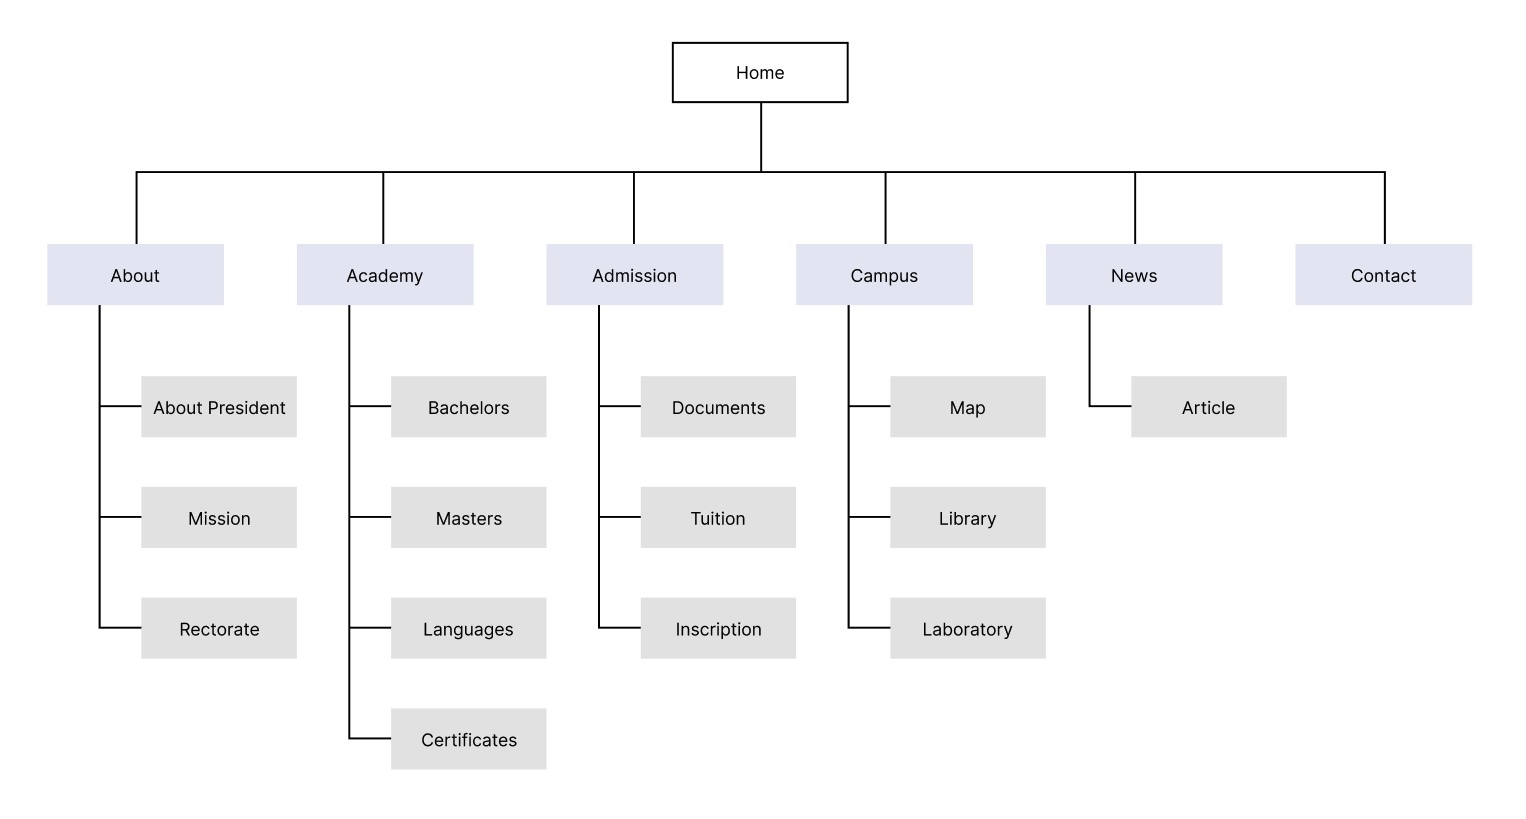 Home
About
Academy
Admission
Campus
News
Contact
About President
Bachelors
Documents
Map
Article
Mission
Masters
Tuition
Library
Rectorate
Languages
Inscription
Laboratory
Certificates